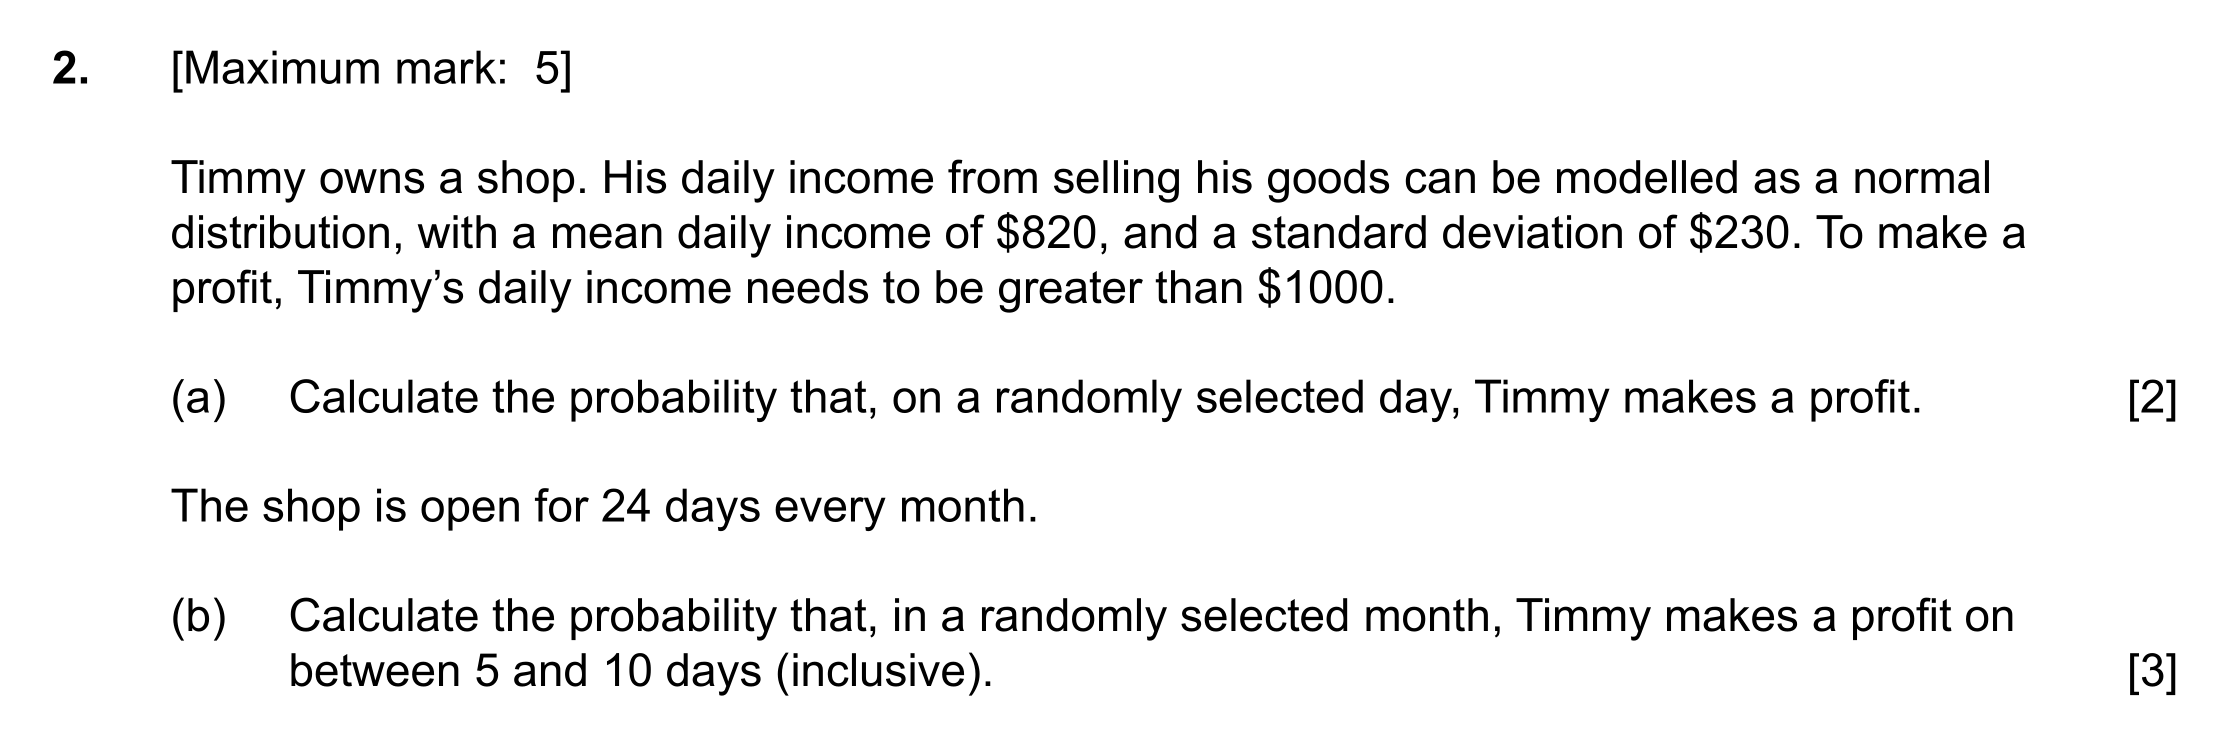 2. [Maximum mark: 5]
Timmy owns a shop. His daily income from selling his goods can be modelled as a normal
distribution, with a mean daily income of $820, and a standard deviation of $230. To make a
profit, Timmy’s daily income needs to be greater than $1000.
(a) Calculate the probability that, on a randomly selected day, Timmy makes a profit. [2]
The shop is open for 24 days every month.
(b) Calculate the probability that, in a randomly selected month, Timmy makes a profit on
between 5 and 10 days (inclusive). [3]